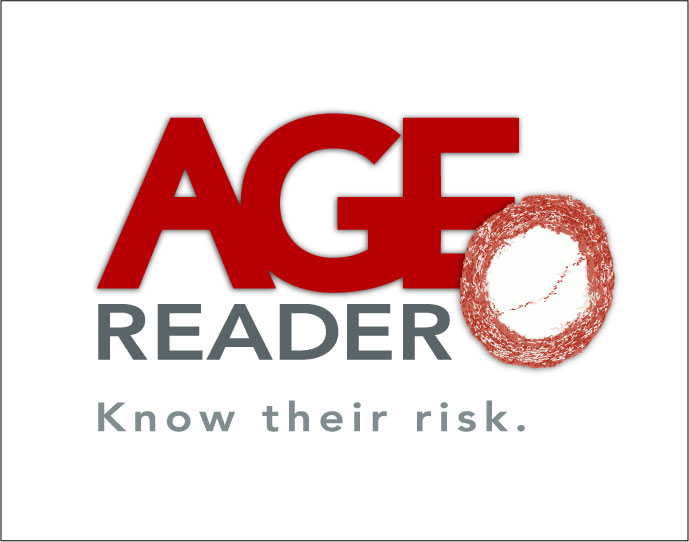 AGE
READER
Know their risk.